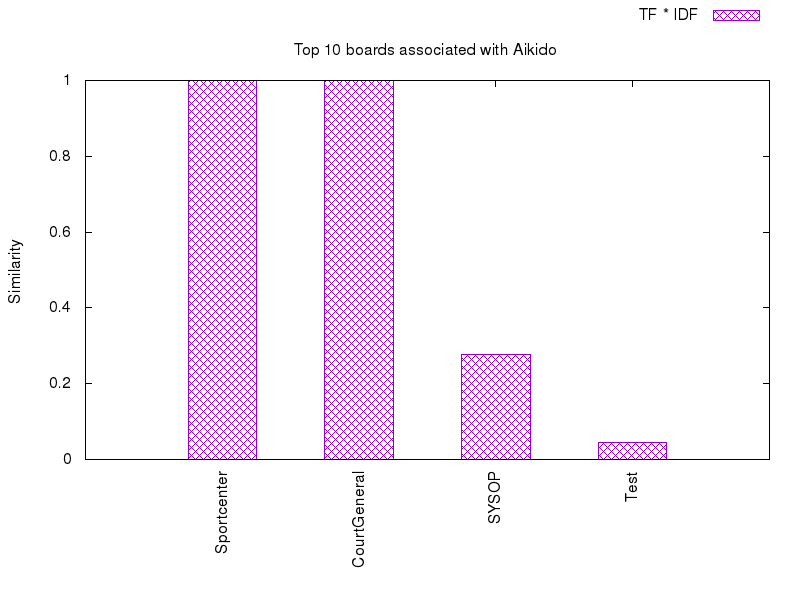 TF * IDF
Top 10 boards associated with Aikido
Similarity
1
0.8
0.6
0.4
0.2
0
Sportcenter
CourtGeneral
SYSOP
Test